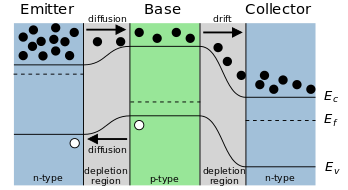 Emitter Base Collector
diffusion drift
E_c
E_f
diffusion
E_v
n-type depletion region p-type depletion region n-type